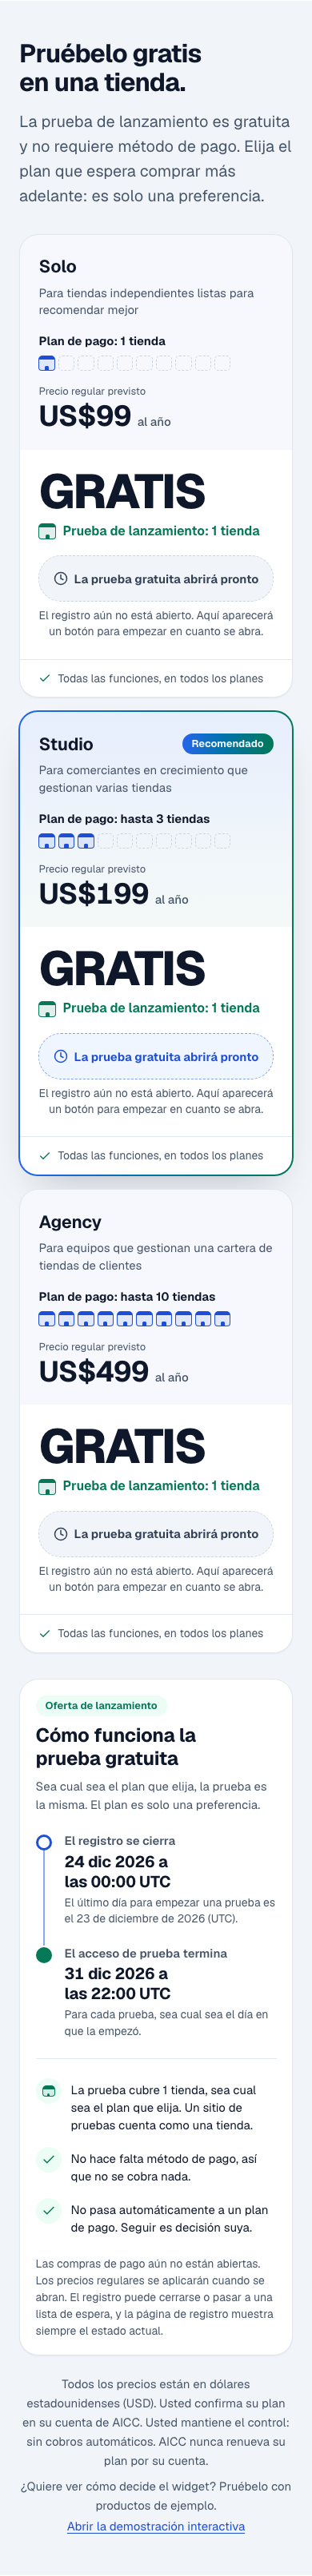 Pruébelo gratis
en una tienda.
La prueba de lanzamiento es gratuita
y no requiere método de pago. Elija el
plan que espera comprar más
adelante: es solo una preferencia.
Solo
Para tiendas independientes listas para
recomendar mejor
Plan de pago: 1 tienda
Precio regular previsto
US$99 al año
GRATIS
Prueba de lanzamiento: 1 tienda
La prueba gratuita abrirá pronto
El registro aún no está abierto. Aquí aparecerá
un botón para empezar en cuanto se abra.
Todas las funciones, en todos los planes
Studio
Recomendado
Para comerciantes en crecimiento que
gestionan varias tiendas
Plan de pago: hasta 3 tiendas
Precio regular previsto
US$199 al año
GRATIS
Prueba de lanzamiento: 1 tienda
La prueba gratuita abrirá pronto
El registro aún no está abierto. Aquí aparecerá
un botón para empezar en cuanto se abra.
Todas las funciones, en todos los planes
Agency
Para equipos que gestionan una cartera de
tiendas de clientes
Plan de pago: hasta 10 tiendas
Precio regular previsto
US$499 al año
GRATIS
Prueba de lanzamiento: 1 tienda
La prueba gratuita abrirá pronto
El registro aún no está abierto. Aquí aparecerá
un botón para empezar en cuanto se abra.
Todas las funciones, en todos los planes
Oferta de lanzamiento
Cómo funciona la
prueba gratuita
Sea cual sea el plan que elija, la prueba es
la misma. El plan es solo una preferencia.
El registro se cierra
24 dic 2026 a
las 00:00 UTC
El último día para empezar una prueba es
el 23 de diciembre de 2026 (UTC).
El acceso de prueba termina
31 dic 2026 a
las 22:00 UTC
Para cada prueba, sea cual sea el día en
que la empezó.
La prueba cubre 1 tienda, sea cual
sea el plan que elija. Un sitio de
pruebas cuenta como una tienda.
No hace falta método de pago, así
que no se cobra nada.
No pasa automáticamente a un plan
de pago. Seguir es decisión suya.
Las compras de pago aún no están abiertas.
Los precios regulares se aplicarán cuando se
abran. El registro puede cerrarse o pasar a una
lista de espera, y la página de registro muestra
siempre el estado actual.
Todos los precios están en dólares
estadounidenses (USD). Usted confirma su plan
en su cuenta de AICC. Usted mantiene el control:
sin cobros automáticos. AICC nunca renueva su
plan por su cuenta.
¿Quiere ver cómo decide el widget? Pruébelo con
productos de ejemplo.
Abrir la demostración interactiva